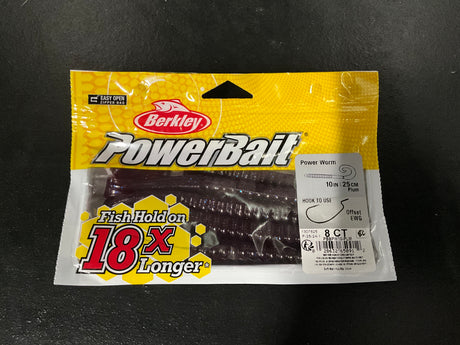 EASY OPEN
ZIPPER BAG
Berkley
PowerBait
Power Worm
10IN | 25CM
Plum
HOOK TO USE
Offset
EWG
Fish Hold on
18X
Longer
8 CT